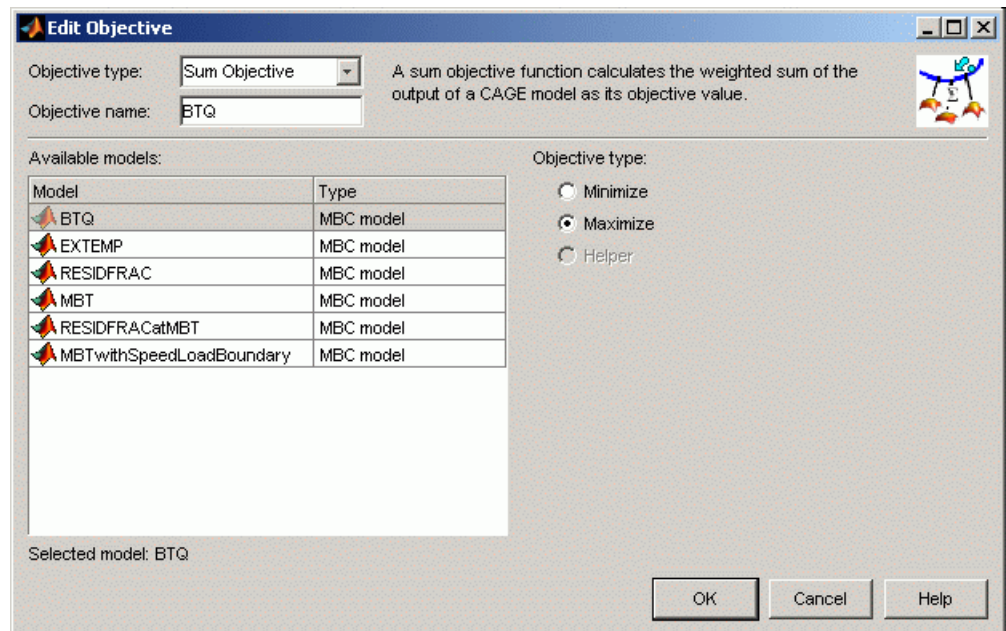 Edit Objective
Objective type: Sum Objective
Objective name: BTQ
A sum objective function calculates the weighted sum of the
output of a CAGE model as its objective value.
Σ
Available models:
Model Type
BTQ MBC model
EXTEMP MBC model
RESIDFRAC MBC model
MBT MBC model
RESIDFRACatMBT MBC model
MBTwithSpeedLoadBoundary MBC model
Selected model: BTQ
Objective type:
Minimize
Maximize
Helper
OK Cancel Help